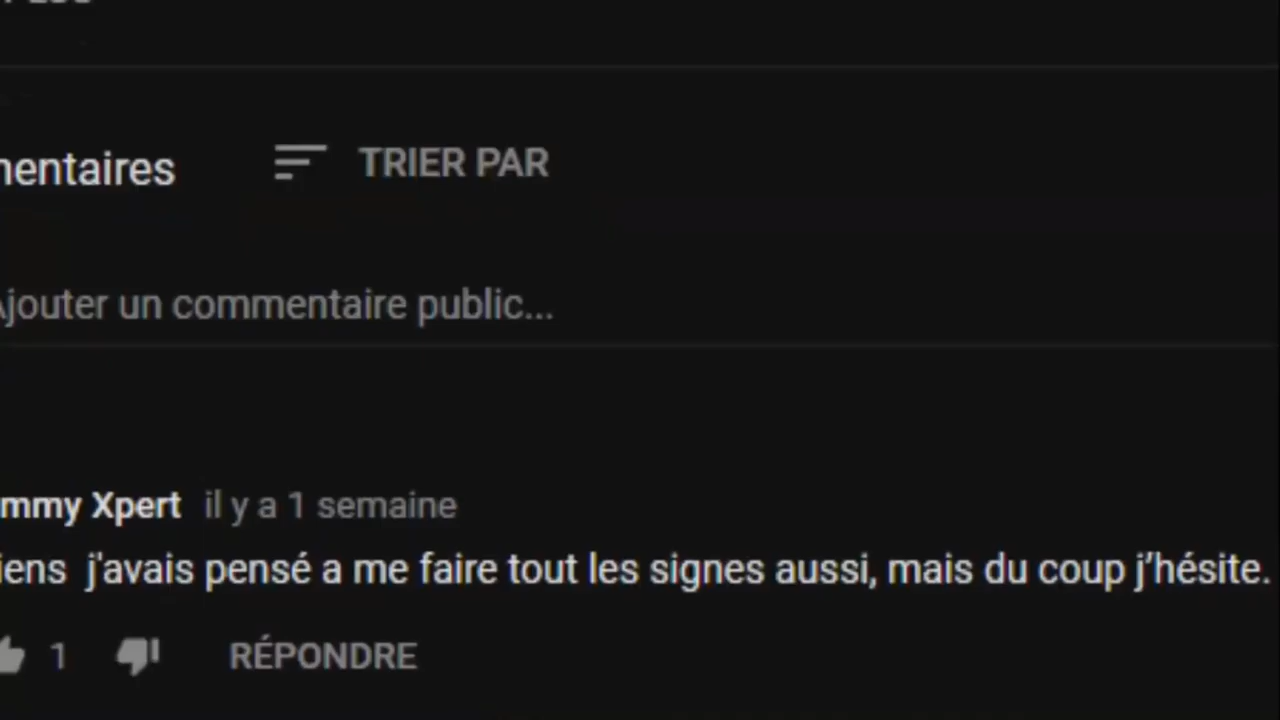 mentaires
TRIER PAR
Ajouter un commentaire public...
mmy Xpert il y a 1 semaine
iens j'avais pensé a me faire tout les signes aussi, mais du coup j’hésite.
1 RÉPONDRE